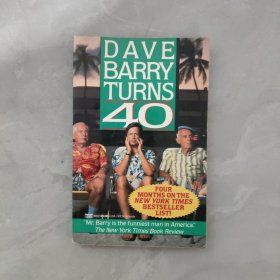 DAVE
BARRY
TURNS
40
FOUR
MONTHS ON THE
NEW YORK TIMES
BESTSELLER
LIST!
"Mr. Barry is the funniest man in America."
The New York Times Book Review